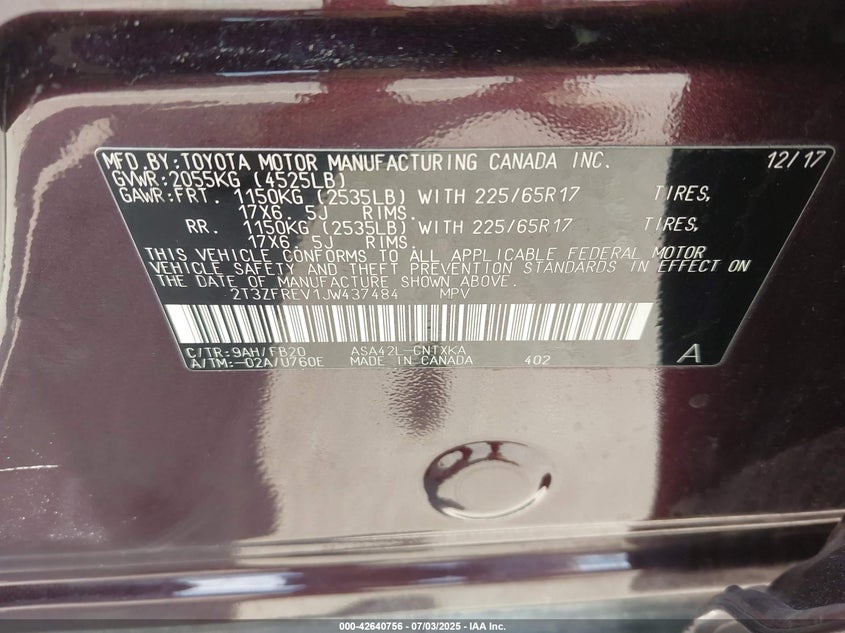 MFD.BY:TOYOTA MOTOR MANUFACTURING CANADA INC. 12/17
GVWR:2055KG (4525LB)
GAWR:FRT. 1150KG (2535LB) WITH 225/65R17 TIRES,
17X6. 5J RIMS.
RR. 1150KG (2535LB) WITH 225/65R17 TIRES,
17X6. 5J RIMS.
THIS VEHICLE CONFORMS TO ALL APPLICABLE FEDERAL MOTOR
VEHICLE SAFETY AND THEFT PREVENTION STANDARDS IN EFFECT ON
THE DATE OF MANUFACTURE SHOWN ABOVE.
2T3ZFREV1JW437484 MPV
C/TR:9AH/FB20 ASA42L-CNTXKA
A/TM:-02A/U760E MADE IN CANADA 402 A
000-42640756 - 07/03/2025 - IAA Inc.